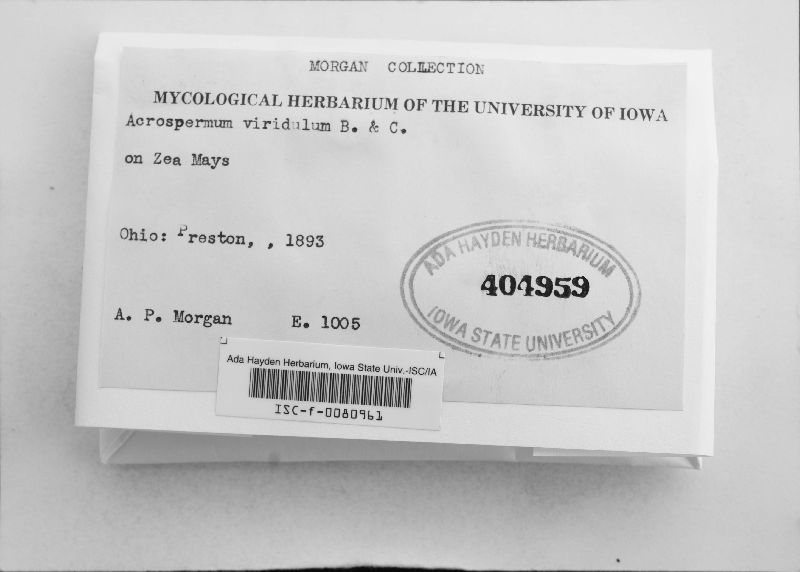 MORGAN COLLECTION
MYCOLOGICAL HERBARIUM OF THE UNIVERSITY OF IOWA
Acrospermum viridulum B. & C.
on Zea Mays
Ohio: Preston, , 1893
ADA HAYDEN HERBARIUM
404959
IOWA STATE UNIVERSITY
A. P. Morgan E. 1005
Ada Hayden Herbarium, Iowa State Univ.-ISC/IA
ISC-f-0080961